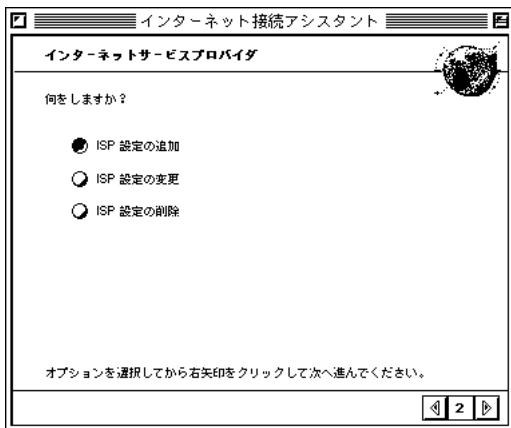 インターネット接続アシスタント
インターネットサービスプロバイダ
何をしますか？
ISP 設定の追加
ISP 設定の変更
ISP 設定の削除
オプションを選択してから右矢印をクリックして次へ進んでください。
2